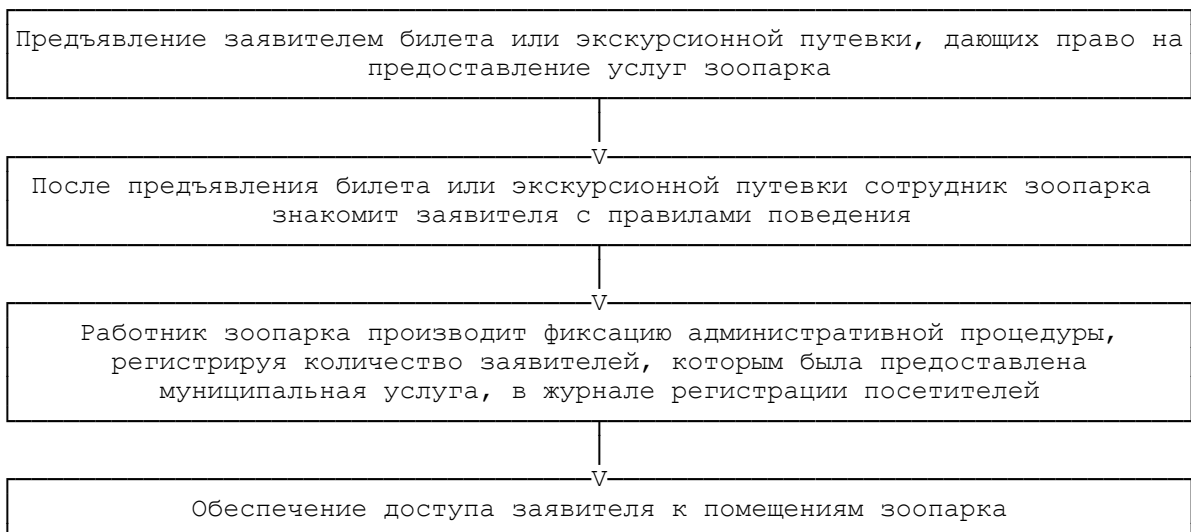 Предъявление заявителем билета или экскурсионной путевки, дающих право на
предоставление услуг зоопарка
V
После предъявления билета или экскурсионной путевки сотрудник зоопарка
знакомит заявителя с правилами поведения
V
Работник зоопарка производит фиксацию административной процедуры,
регистрируя количество заявителей, которым была предоставлена
муниципальная услуга, в журнале регистрации посетителей
V
Обеспечение доступа заявителя к помещениям зоопарка